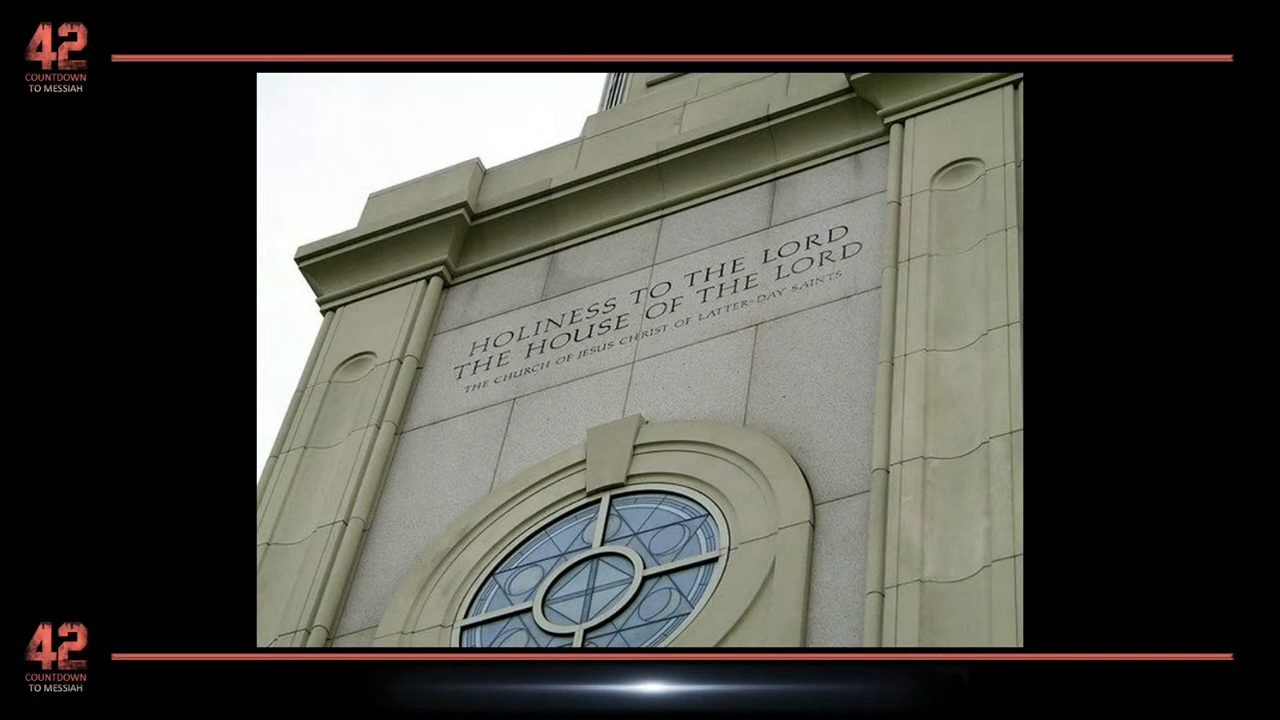 42
COUNTDOWN
TO MESSIAH
HOLINESS TO THE LORD
THE HOUSE OF THE LORD
THE CHURCH OF JESUS CHRIST OF LATTER-DAY SAINTS
42
COUNTDOWN
TO MESSIAH